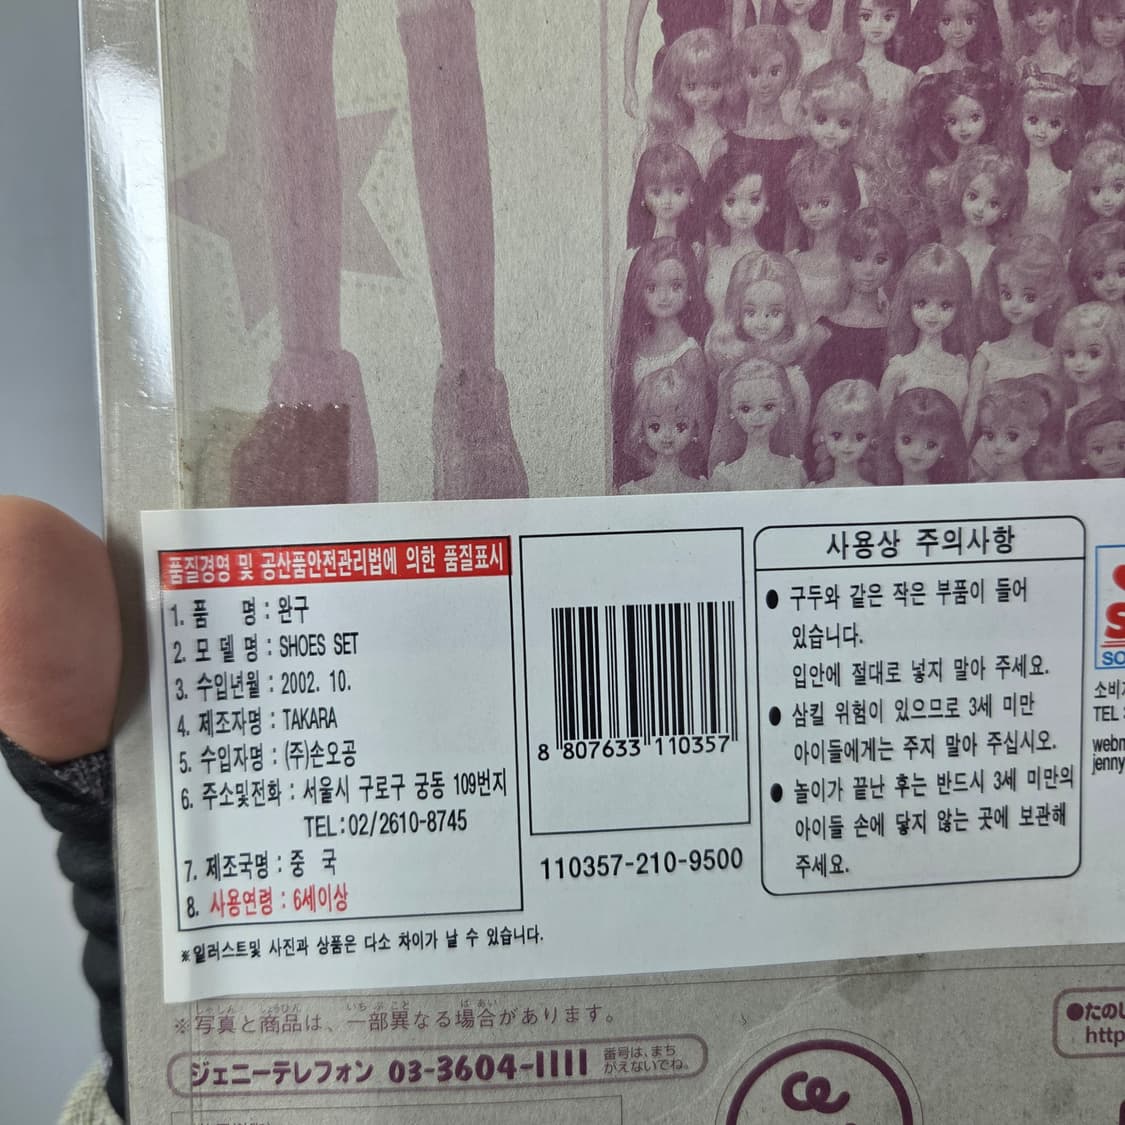 품질경영 및 공산품안전관리법에 의한 품질표시
1. 품 명 : 완구
2. 모 델 명 : SHOES SET
3. 수입년월 : 2002. 10.
4. 제조자명 : TAKARA
5. 수입자명 : (주)손오공
6. 주소및전화 : 서울시 구로구 궁동 109번지
TEL:02/2610-8745
7. 제조국명 : 중 국
8. 사용연령 : 6세이상
※일러스트및 사진과 상품은 다소 차이가 날 수 있습니다.
8 807633 110357
110357-210-9500
사용상 주의사항
● 구두와 같은 작은 부품이 들어
있습니다.
입안에 절대로 넣지 말아 주세요.
● 삼킬 위험이 있으므로 3세 미만
아이들에게는 주지 말아 주십시오.
● 놀이가 끝난 후는 반드시 3세 미만의
아이들 손에 닿지 않는 곳에 보관해
주세요.
TEL
jenny
※写真と商品は、一部異なる場合があります。
ジェニーテレフォン 03-3604-1111 番号は、まち
がえないでね。
●たのし
http